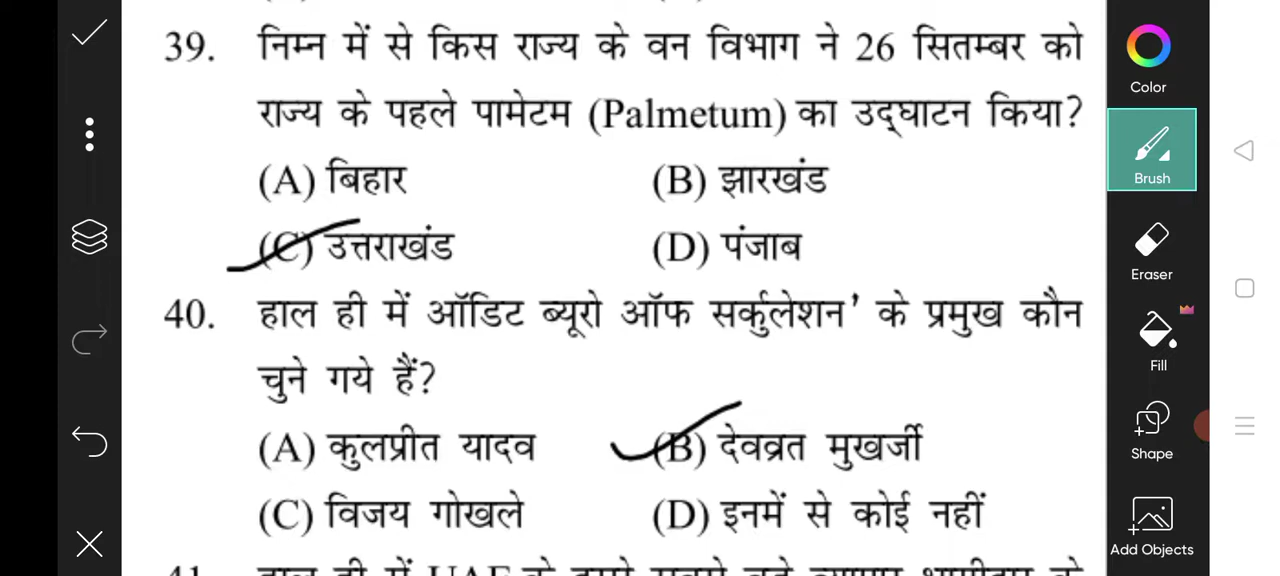 39. निम्न में से किस राज्य के वन विभाग ने 26 सितम्बर को
राज्य के पहले पामेटम (Palmetum) का उद्घाटन किया?
(A) बिहार (B) झारखंड
(C) उत्तराखंड (D) पंजाब
40. हाल ही में ऑडिट ब्यूरो ऑफ सर्कुलेशन' के प्रमुख कौन
चुने गये हैं?
(A) कुलप्रीत यादव (B) देवव्रत मुखर्जी
(C) विजय गोखले (D) इनमें से कोई नहीं
Color
Brush
Eraser
Fill
Shape
Add Objects